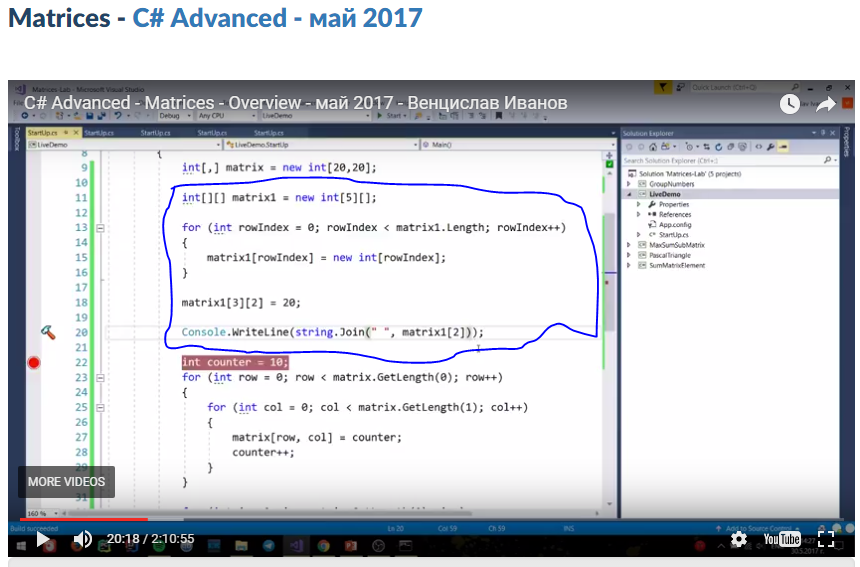 Matrices - C# Advanced - май 2017
Matrices Lab - Microsoft Visual Studio
Quick Launch (Ctrl+Q)
C# Advanced - Matrices - Overview - май 2017 - Венцислав Иванов
Debug Any CPU LiveDemo Start
StartUp.cs StartUp.cs StartUp.cs StartUp.cs StartUp.cs
LiveDemo LiveDemo.StartUp Main()
Toolbox
Properties
8 {
9 int[,] matrix = new int[20,20];
10
11 int[][] matrix1 = new int[5][];
12
13 for (int rowIndex = 0; rowIndex < matrix1.Length; rowIndex++)
14 {
15 matrix1[rowIndex] = new int[rowIndex];
16 }
17
18 matrix1[3][2] = 20;
19
20 Console.WriteLine(string.Join(" ", matrix1[2]));
21
22 int counter = 10;
23 for (int row = 0; row < matrix.GetLength(0); row++)
24 {
25 for (int col = 0; col < matrix.GetLength(1); col++)
26 {
27 matrix[row, col] = counter;
28 counter++;
29 }
30 }
31
160 %
Solution Explorer
Search Solution Explorer (Ctrl+;)
Solution 'Matrices-Lab' (5 projects)
GroupNumbers
LiveDemo
Properties
References
App.config
StartUp.cs
MaxSumSubMatrix
PascalTriangle
SumMatrixElement
MORE VIDEOS
Build succeeded Ln 20 Col 59 Ch 59 INS Add to Source Control
20:18 / 2:10:55
YouTube